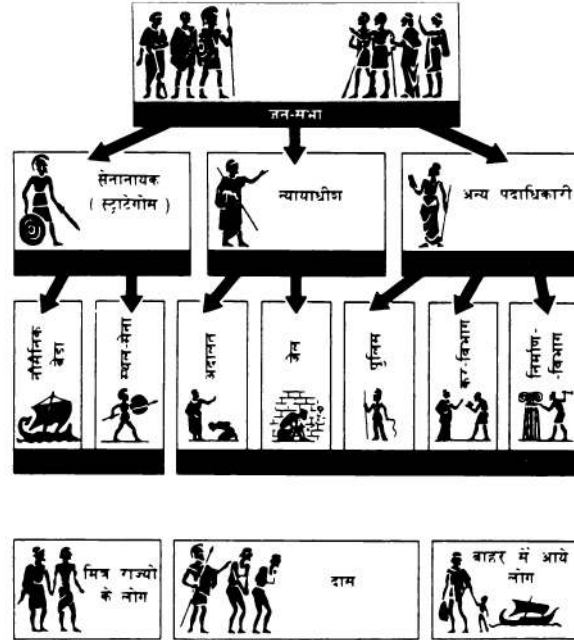 जन-सभा
सेनानायक
( स्ट्राटेगोस )
न्यायाधीश
अन्य पदाधिकारी
नौसैनिक
बेड़ा
स्थल-सेना
अदालत
जेल
पुलिस
कर-विभाग
निर्माण-
-विभाग
मित्र राज्यों
के लोग
दास
बाहर से आये
लोग